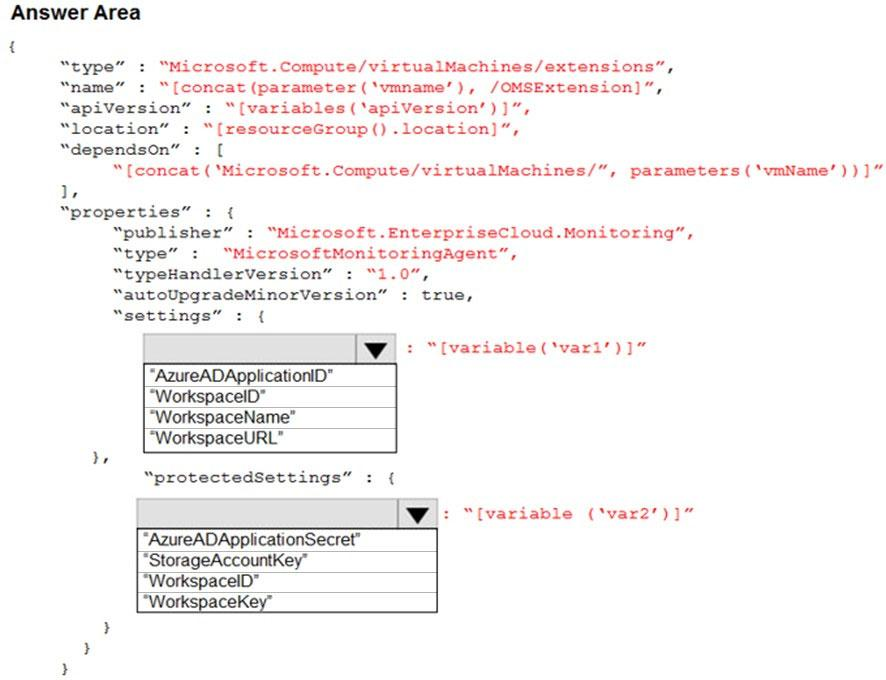 Answer Area
{
“type” : “Microsoft.Compute/virtualMachines/extensions”,
“name” : “[concat(parameter(‘vmname’), /OMSExtension]”,
“apiVersion” : “[variables(‘apiVersion’)]”,
“location” : “[resourceGroup().location]”,
“dependsOn” : [
“[concat(‘Microsoft.Compute/virtualMachines/”, parameters(‘vmName’))]”
],
“properties” : {
“publisher” : “Microsoft.EnterpriseCloud.Monitoring”,
“type” : “MicrosoftMonitoringAgent”,
“typeHandlerVersion” : “1.0”,
“autoUpgradeMinorVersion” : true,
“settings” : {
: “[variable(‘var1’)]”
“AzureADApplicationID”
“WorkspaceID”
“WorkspaceName”
“WorkspaceURL”
},
“protectedSettings” : {
: “[variable (‘var2’)]”
“AzureADApplicationSecret”
“StorageAccountKey”
“WorkspaceID”
“WorkspaceKey”
}
}
}